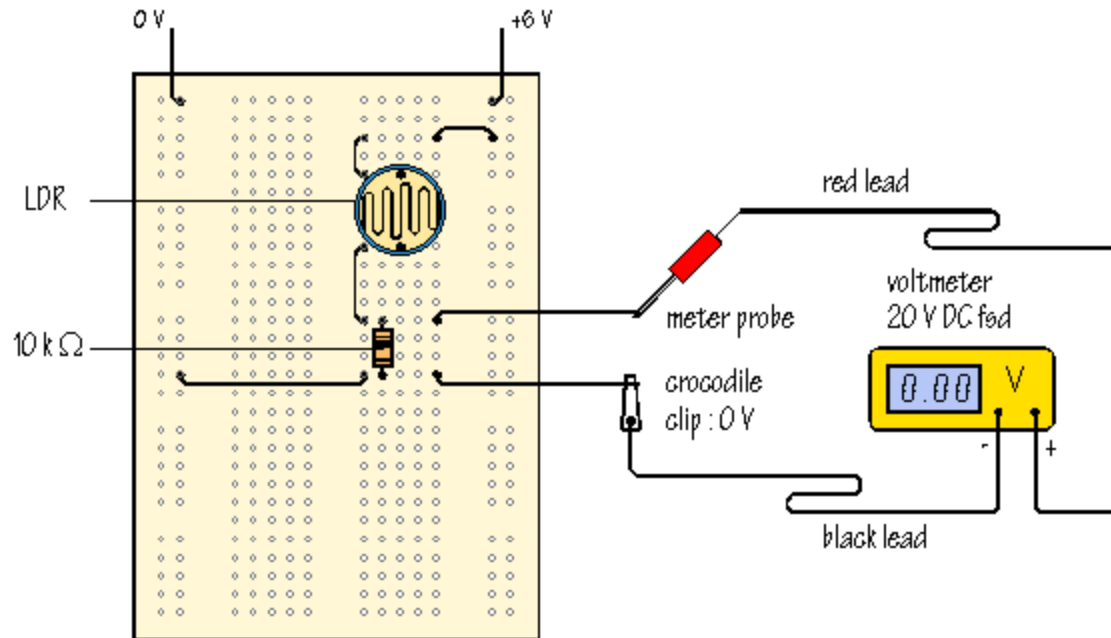 0 V
+6 V
LDR
red lead
voltmeter
20 V DC fsd
meter probe
10 k Ω
crocodile
clip : 0 V
0.00
V
-
+
black lead